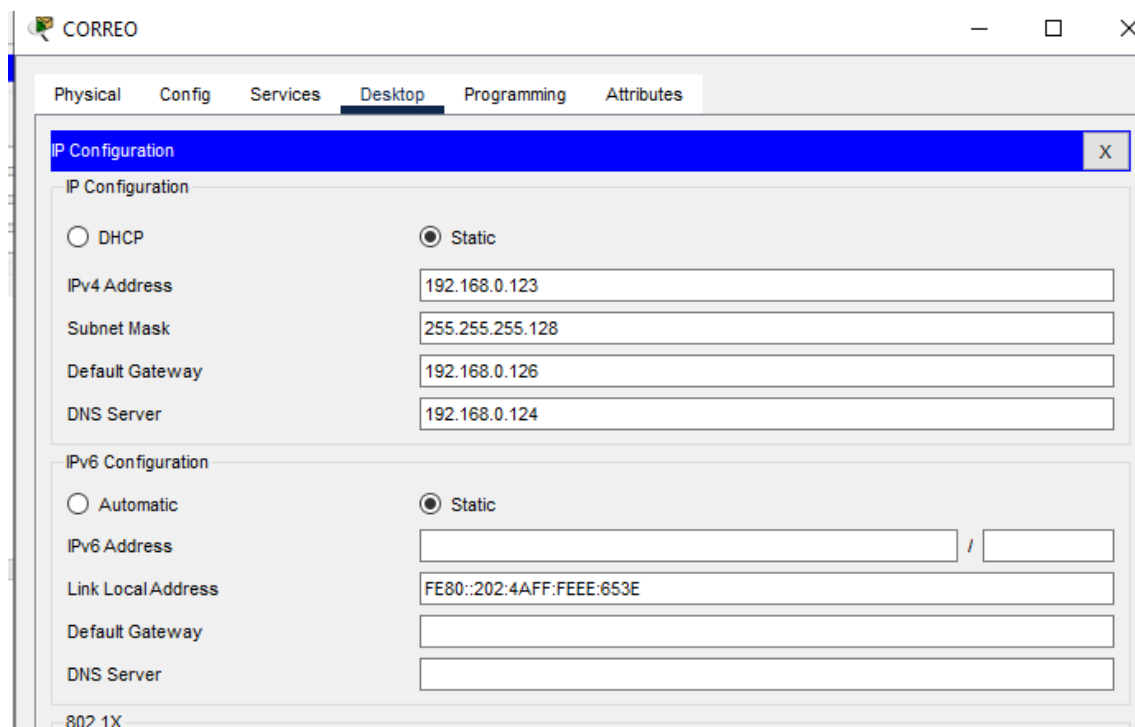 CORREO
Physical Config Services Desktop Programming Attributes
IP Configuration X
IP Configuration
DHCP Static
IPv4 Address 192.168.0.123
Subnet Mask 255.255.255.128
Default Gateway 192.168.0.126
DNS Server 192.168.0.124
IPv6 Configuration
Automatic Static
IPv6 Address /
Link Local Address FE80::202:4AFF:FEEE:653E
Default Gateway
DNS Server
802.1X